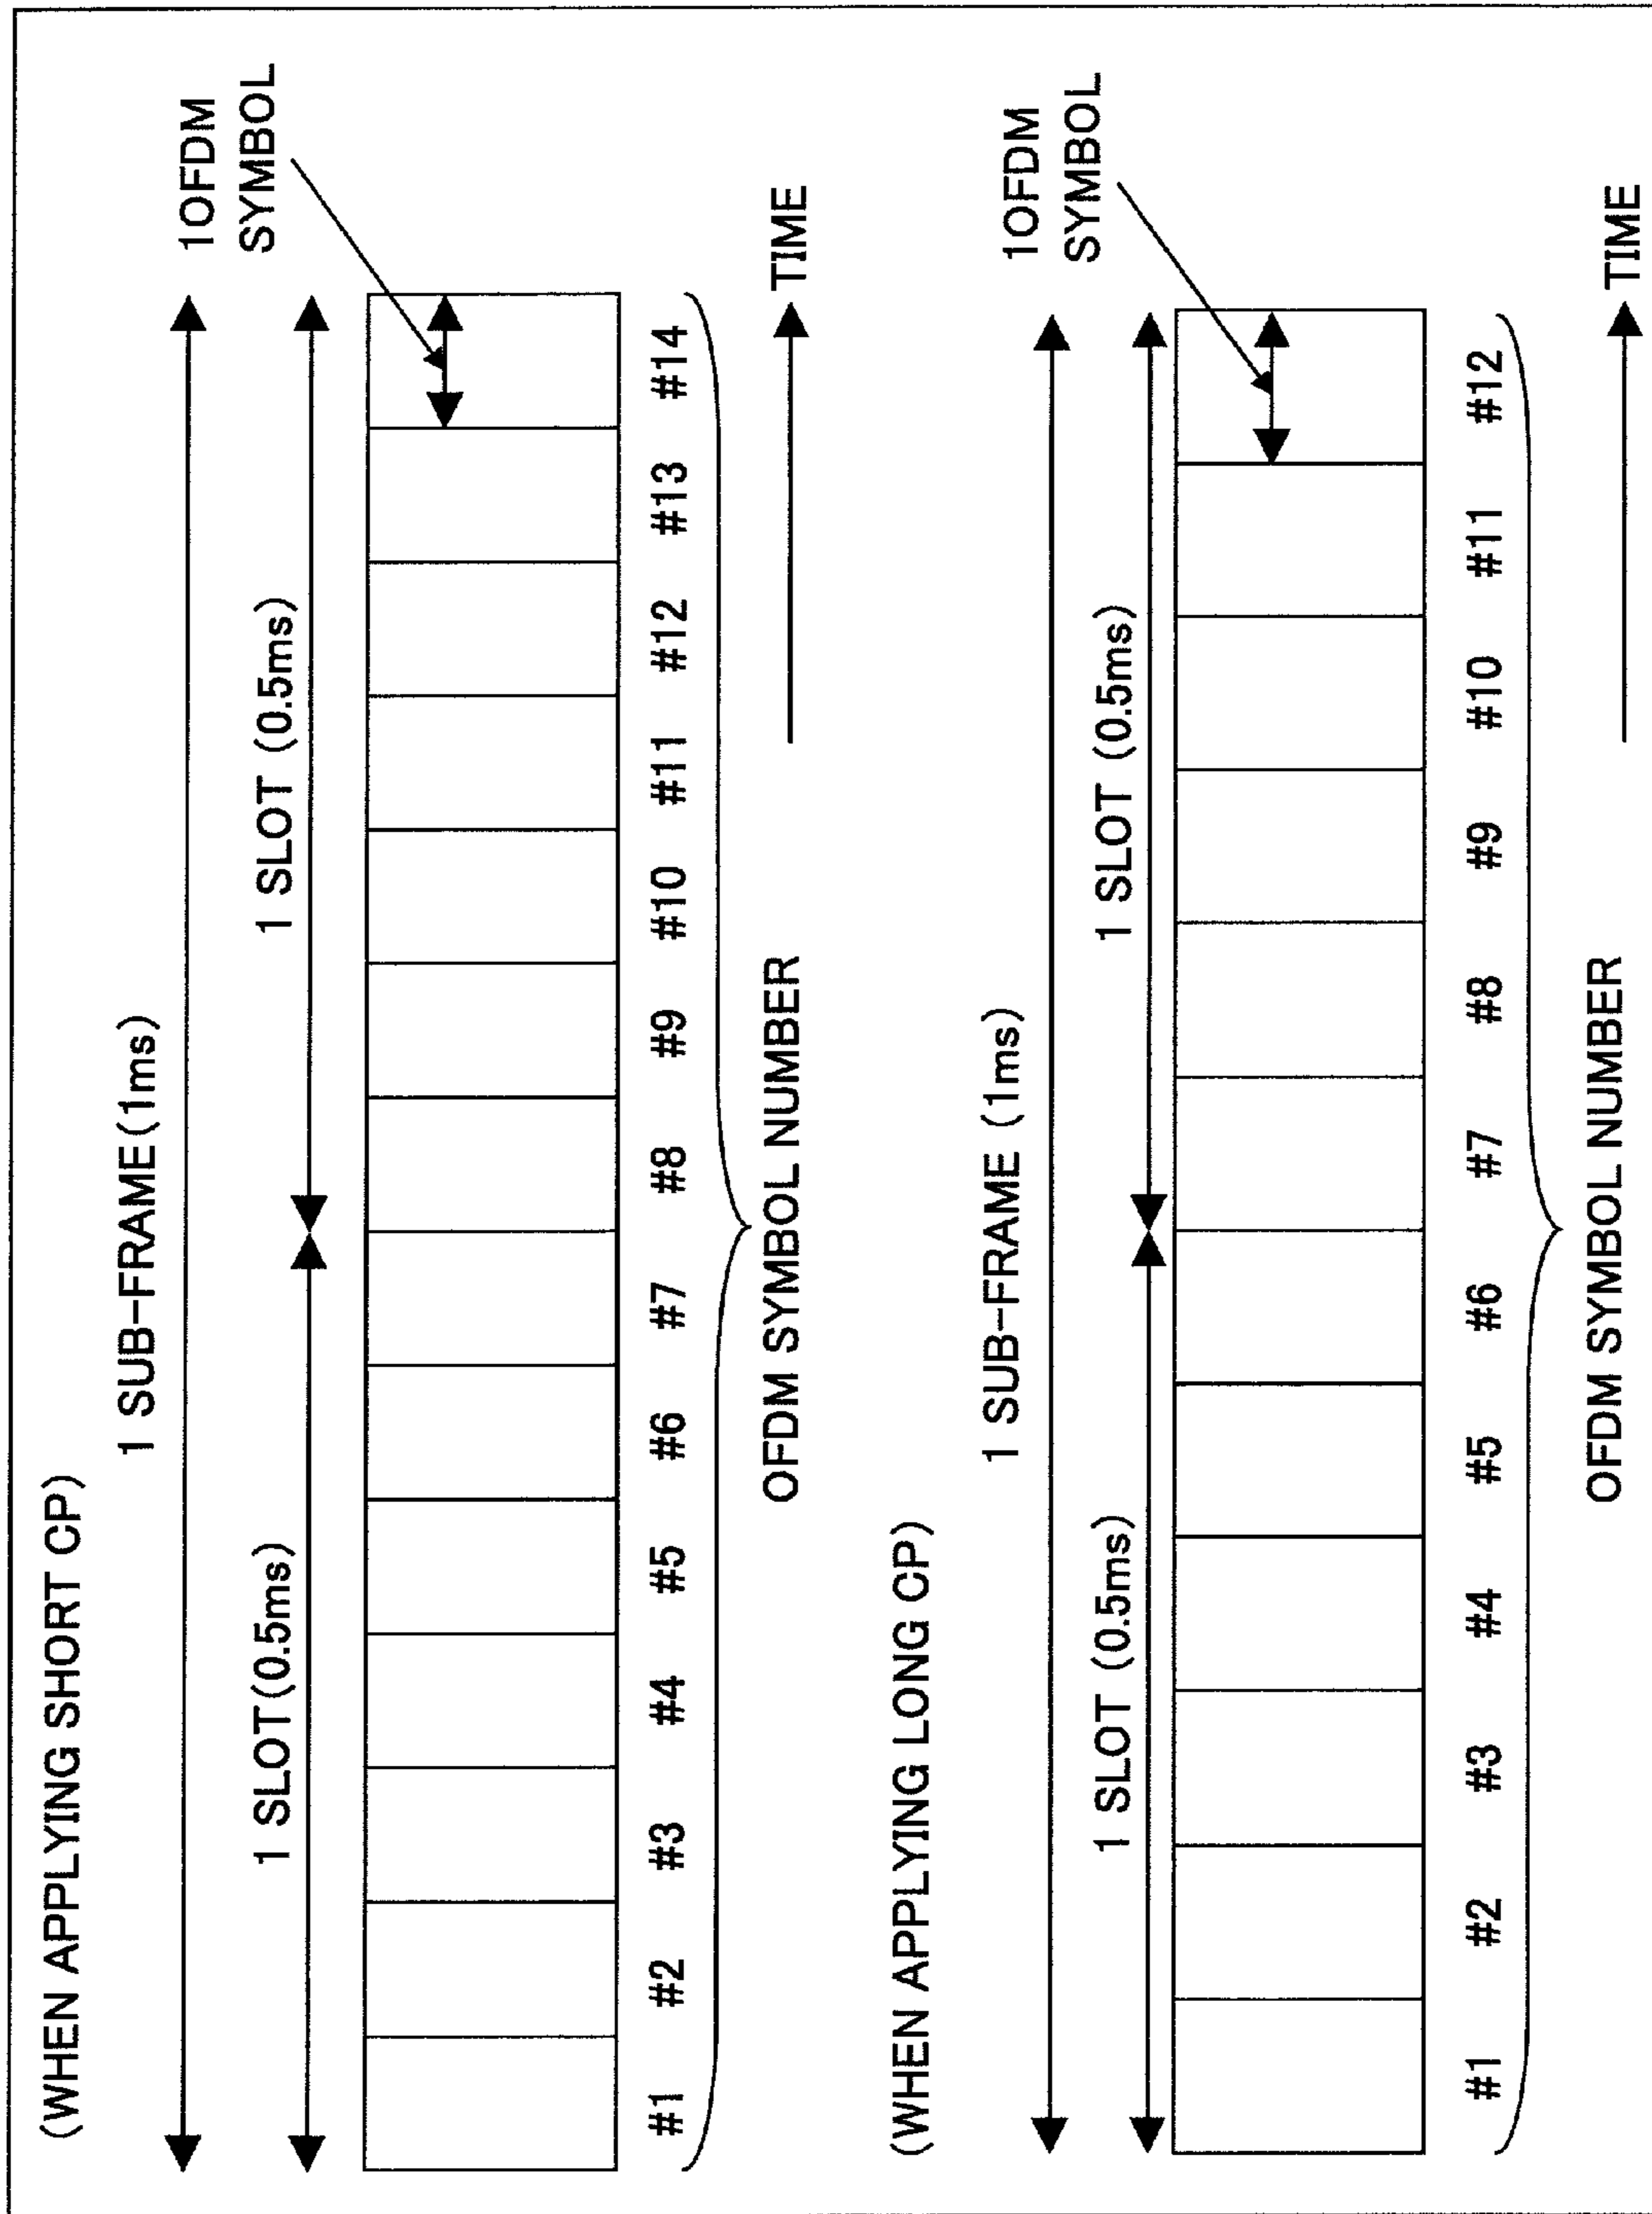 (WHEN APPLYING SHORT CP)
1 SUB-FRAME(1ms)
1 SLOT(0.5ms)
1 SLOT (0.5ms)
1OFDM
SYMBOL
#1 #2 #3 #4 #5 #6 #7 #8 #9 #10 #11 #12 #13 #14
OFDM SYMBOL NUMBER
TIME
(WHEN APPLYING LONG CP)
1 SUB-FRAME (1ms)
1 SLOT (0.5ms)
1 SLOT (0.5ms)
1OFDM
SYMBOL
#1 #2 #3 #4 #5 #6 #7 #8 #9 #10 #11 #12
OFDM SYMBOL NUMBER
TIME